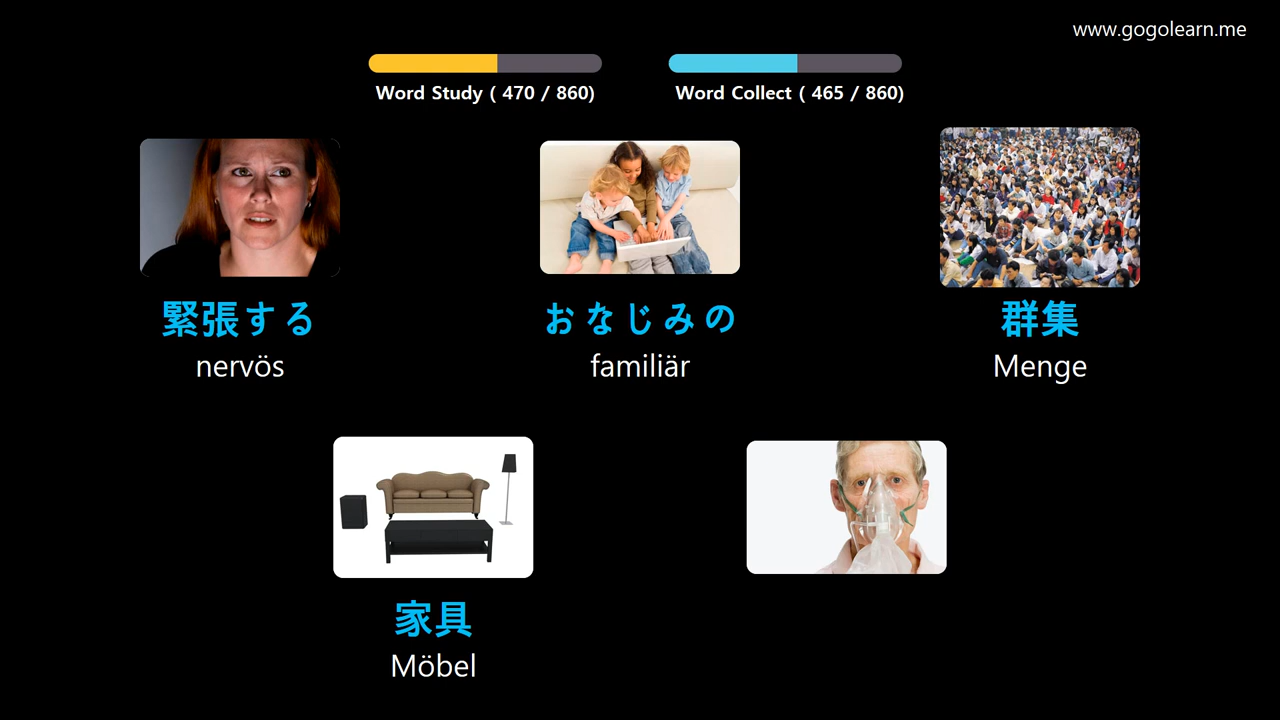 www.gogolearn.me
Word Study ( 470 / 860)
Word Collect ( 465 / 860)
緊張する
nervös
おなじみの
familiär
群集
Menge
家具
Möbel